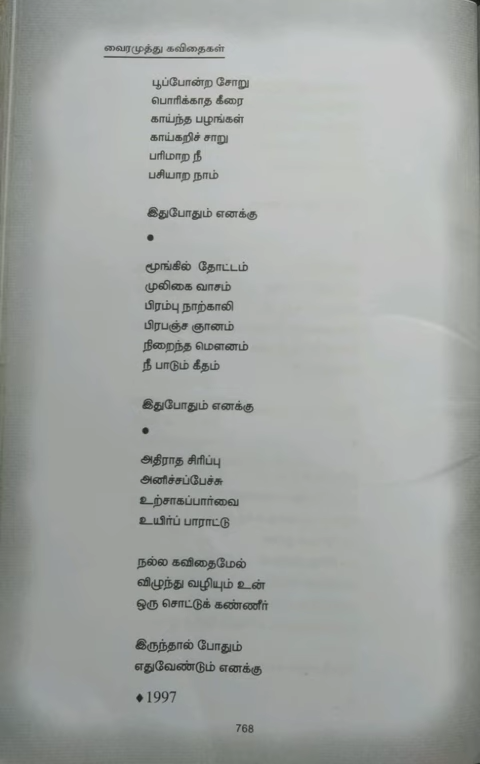 வைரமுத்து கவிதைகள்
பூப்போன்ற சோறு
பொரிக்காத கீரை
காய்ந்த பழங்கள்
காய்கறிச் சாறு
பரிமாற நீ
பசியாற நாம்
இதுபோதும் எனக்கு
●
மூங்கில் தோட்டம்
முலிகை வாசம்
பிரம்பு நாற்காலி
பிரபஞ்ச ஞானம்
நிறைந்த மௌனம்
நீ பாடும் கீதம்
இதுபோதும் எனக்கு
●
அதிராத சிரிப்பு
அனிச்சப்பேச்சு
உற்சாகப்பார்வை
உயிர்ப் பாராட்டு
நல்ல கவிதைமேல்
விழுந்து வழியும் உன்
ஒரு சொட்டுக் கண்ணீர்
இருந்தால் போதும்
எதுவேண்டும் எனக்கு
♦ 1997
768